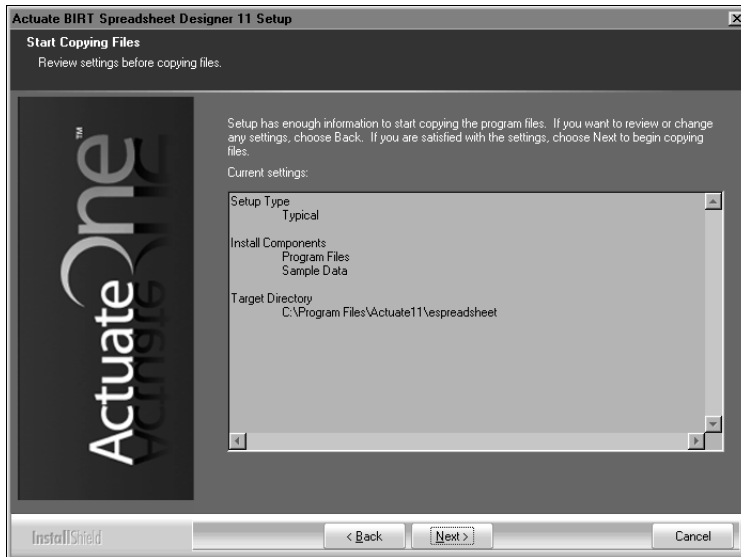 Actuate BIRT Spreadsheet Designer 11 Setup
Start Copying Files
Review settings before copying files.
ActuateOne™
Setup has enough information to start copying the program files. If you want to review or change
any settings, choose Back. If you are satisfied with the settings, choose Next to begin copying
files.
Current settings:
Setup Type
Typical
Install Components
Program Files
Sample Data
Target Directory
C:\Program Files\Actuate11\espreadsheet
InstallShield
< Back
Next >
Cancel